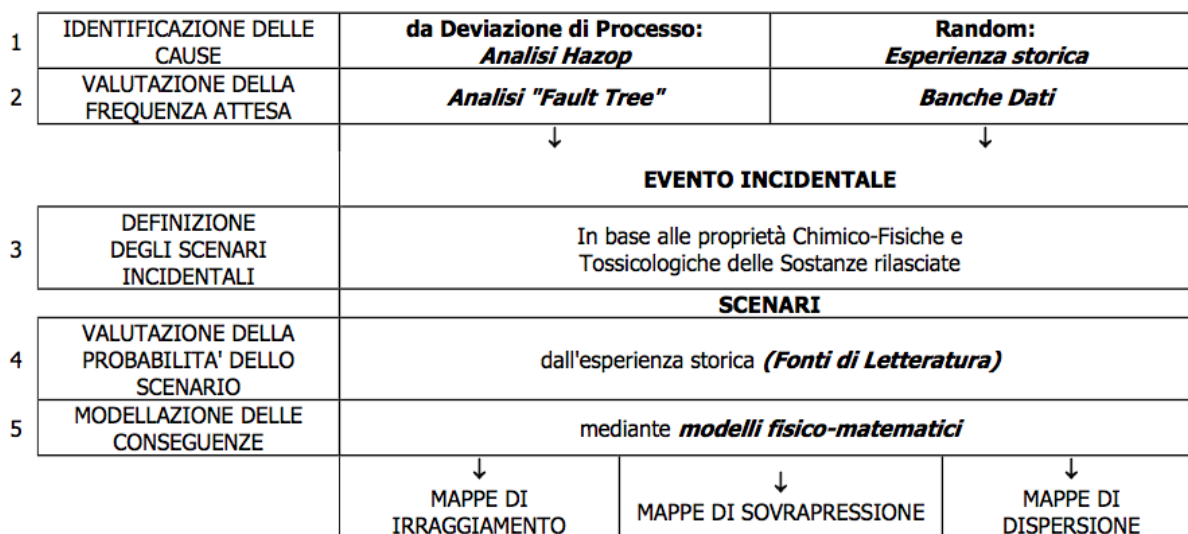 1
IDENTIFICAZIONE DELLE
CAUSE
da Deviazione di Processo:
Analisi Hazop
Random:
Esperienza storica
2
VALUTAZIONE DELLA
FREQUENZA ATTESA
Analisi "Fault Tree"
Banche Dati
↓
↓
EVENTO INCIDENTALE
3
DEFINIZIONE
DEGLI SCENARI
INCIDENTALI
In base alle proprietà Chimico-Fisiche e
Tossicologiche delle Sostanze rilasciate
SCENARI
4
VALUTAZIONE DELLA
PROBABILITA' DELLO
SCENARIO
dall'esperienza storica (Fonti di Letteratura)
5
MODELLAZIONE DELLE
CONSEGUENZE
mediante modelli fisico-matematici
↓
↓
↓
MAPPE DI
IRRAGGIAMENTO
MAPPE DI SOVRAPRESSIONE
MAPPE DI
DISPERSIONE